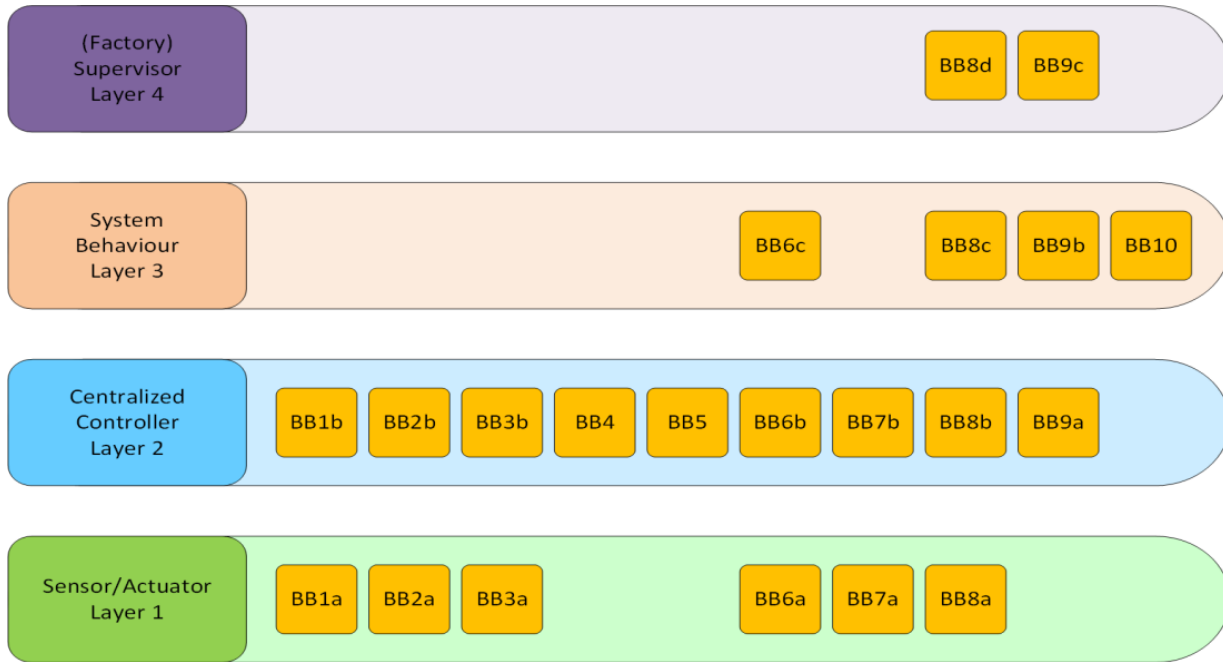 (Factory)
Supervisor
Layer 4
BB8d BB9c
System
Behaviour
Layer 3
BB6c BB8c BB9b BB10
Centralized
Controller
Layer 2
BB1b BB2b BB3b BB4 BB5 BB6b BB7b BB8b BB9a
Sensor/Actuator
Layer 1
BB1a BB2a BB3a BB6a BB7a BB8a